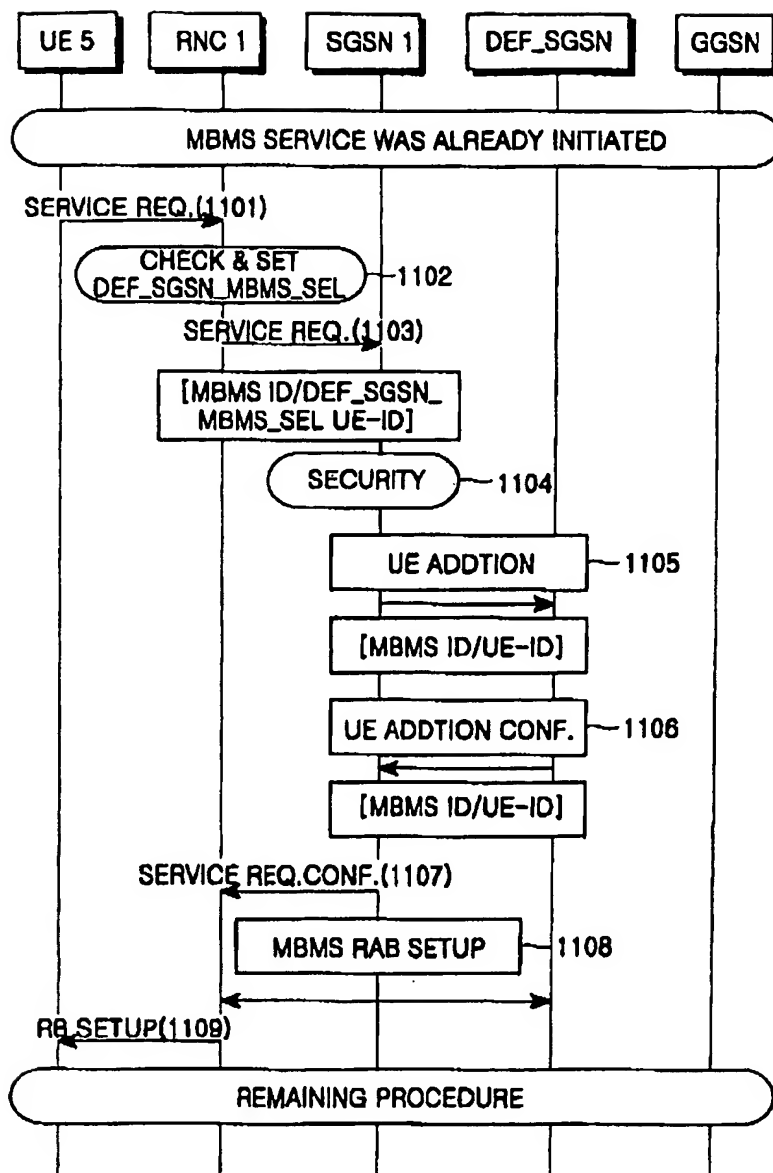 UE 5
RNC 1
SGSN 1
DEF_SGSN
GGSN
MBMS SERVICE WAS ALREADY INITIATED
SERVICE REQ.(1101)
CHECK & SET
DEF_SGSN_MBMS_SEL
1102
SERVICE REQ.(1103)
[MBMS ID/DEF_SGSN_
MBMS_SEL UE-ID]
SECURITY
1104
UE ADDTION
1105
[MBMS ID/UE-ID]
UE ADDTION CONF.
1106
[MBMS ID/UE-ID]
SERVICE REQ.CONF.(1107)
MBMS RAB SETUP
1108
RB SETUP(1109)
REMAINING PROCEDURE